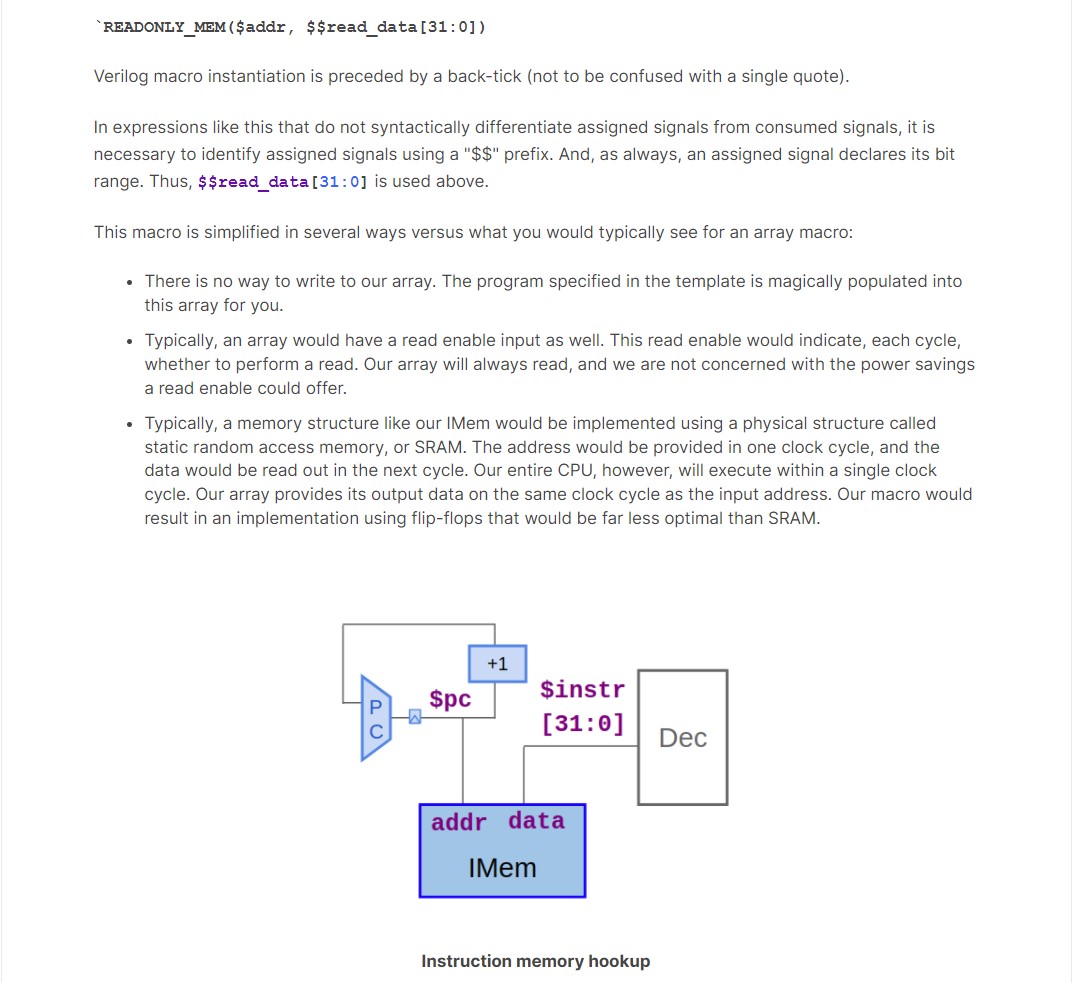 `READONLY_MEM($addr, $$read_data[31:0])
Verilog macro instantiation is preceded by a back-tick (not to be confused with a single quote).
In expressions like this that do not syntactically differentiate assigned signals from consumed signals, it is
necessary to identify assigned signals using a "$$" prefix. And, as always, an assigned signal declares its bit
range. Thus, $$read_data[31:0] is used above.
This macro is simplified in several ways versus what you would typically see for an array macro:
• There is no way to write to our array. The program specified in the template is magically populated into
this array for you.
• Typically, an array would have a read enable input as well. This read enable would indicate, each cycle,
whether to perform a read. Our array will always read, and we are not concerned with the power savings
a read enable could offer.
• Typically, a memory structure like our IMem would be implemented using a physical structure called
static random access memory, or SRAM. The address would be provided in one clock cycle, and the
data would be read out in the next cycle. Our entire CPU, however, will execute within a single clock
cycle. Our array provides its output data on the same clock cycle as the input address. Our macro would
result in an implementation using flip-flops that would be far less optimal than SRAM.
+1
P
C
$pc
$instr
[31:0]
Dec
addr data
IMem
Instruction memory hookup